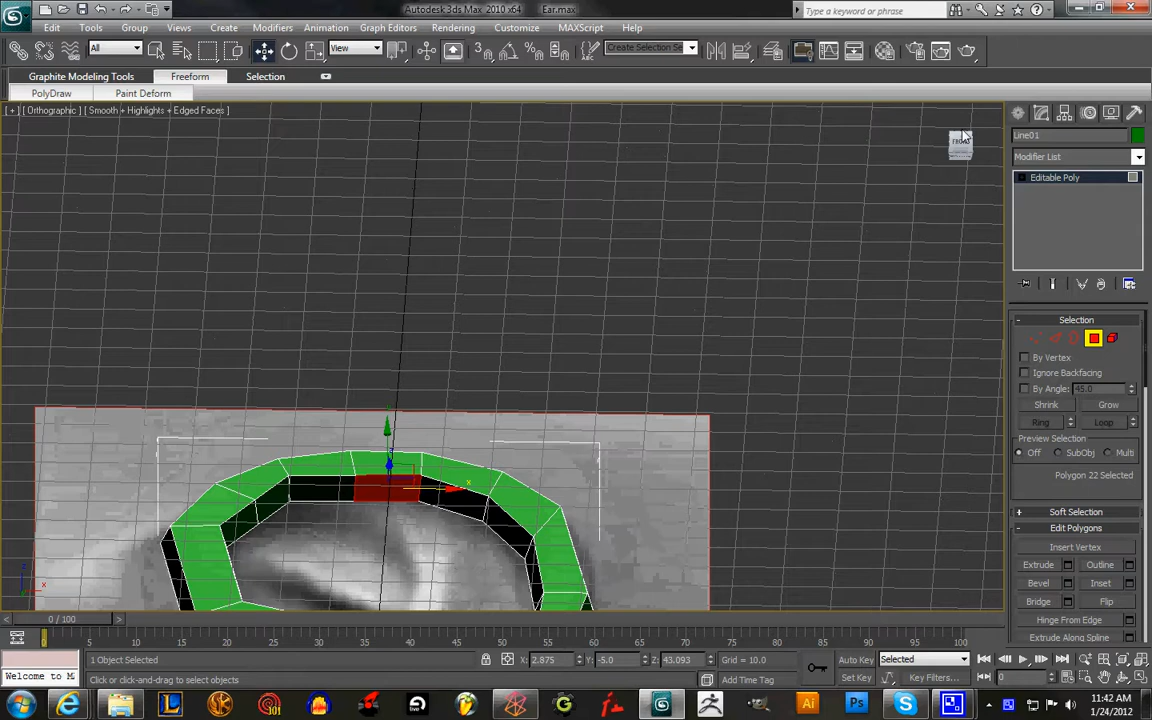 Autodesk 3ds Max 2010 x64 Ear.max
Type a keyword or phrase
Edit Tools Group Views Create Modifiers Animation Graph Editors Rendering Customize MAXScript Help
All View Create Selection Se
Graphite Modeling Tools Freeform Selection
PolyDraw Paint Deform
[ + ] [ Orthographic ] [ Smooth + Highlights + Edged Faces ]
FRONT
x
x
z
Line01
Modifier List
Editable Poly
- Selection
By Vertex
Ignore Backfacing
By Angle: 45.0
Shrink Grow
Ring Loop
Preview Selection
Off SubObj Multi
Polygon 22 Selected
+ Soft Selection
- Edit Polygons
Insert Vertex
Extrude Outline
Bevel Inset
Bridge Flip
Hinge From Edge
Extrude Along Spline
0 / 100
0 5 10 15 20 25 30 35 40 45 50 55 60 65 70 75 80 85 90 95 100
1 Object Selected X: 2.875 Y: -5.0 Z: 43.093 Grid = 10.0 Auto Key Selected
Welcome to M Click or click-and-drag to select objects Add Time Tag Set Key Key Filters... 0
11:42 AM
1/24/2012